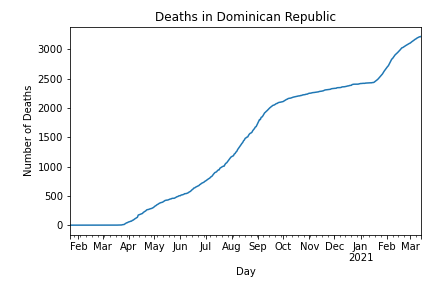 Deaths in Dominican Republic
Number of Deaths
3000
2500
2000
1500
1000
500
0
Feb Mar Apr May Jun Jul Aug Sep Oct Nov Dec Jan Feb Mar
2021
Day